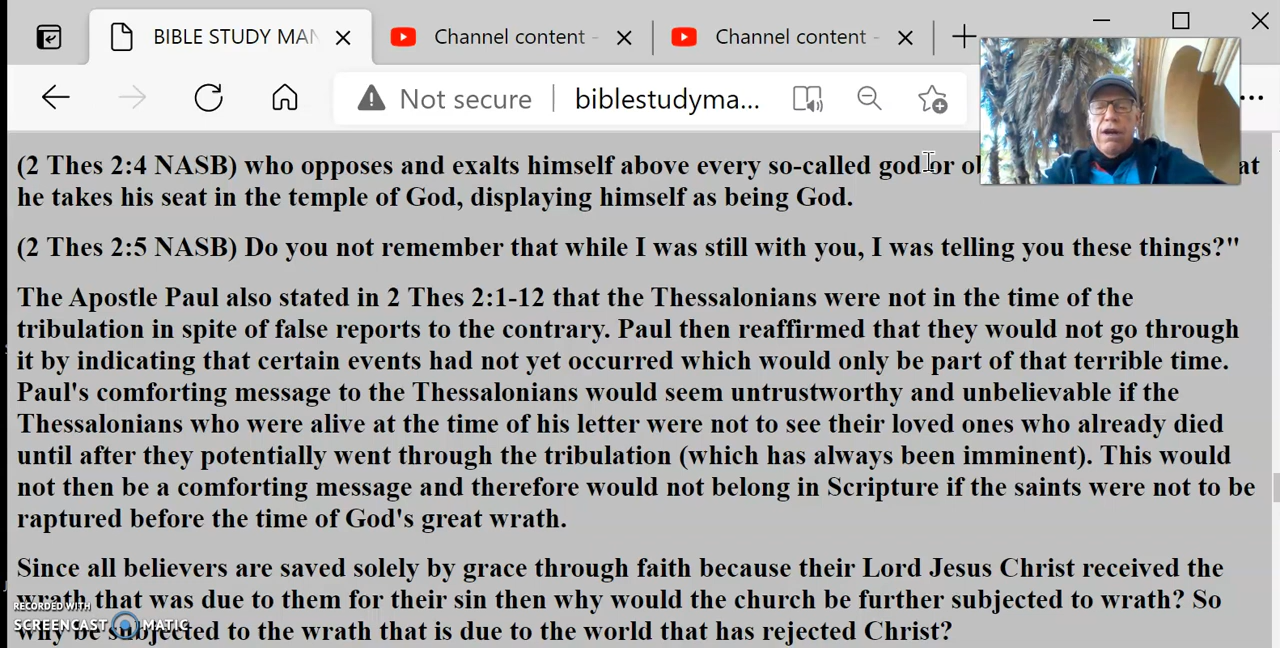 BIBLE STUDY MAN
Channel content -
Channel content -
Not secure
biblestudyma...
(2 Thes 2:4 NASB) who opposes and exalts himself above every so-called god or
he takes his seat in the temple of God, displaying himself as being God.
(2 Thes 2:5 NASB) Do you not remember that while I was still with you, I was telling you these things?"
The Apostle Paul also stated in 2 Thes 2:1-12 that the Thessalonians were not in the time of the
tribulation in spite of false reports to the contrary. Paul then reaffirmed that they would not go through
it by indicating that certain events had not yet occurred which would only be part of that terrible time.
Paul's comforting message to the Thessalonians would seem untrustworthy and unbelievable if the
Thessalonians who were alive at the time of his letter were not to see their loved ones who already died
until after they potentially went through the tribulation (which has always been imminent). This would
not then be a comforting message and therefore would not belong in Scripture if the saints were not to be
raptured before the time of God's great wrath.
Since all believers are saved solely by grace through faith because their Lord Jesus Christ received the
wrath that was due to them for their sin then why would the church be further subjected to wrath? So
why be subjected to the wrath that is due to the world that has rejected Christ?
RECORDED WITH
SCREENCAST MATIC